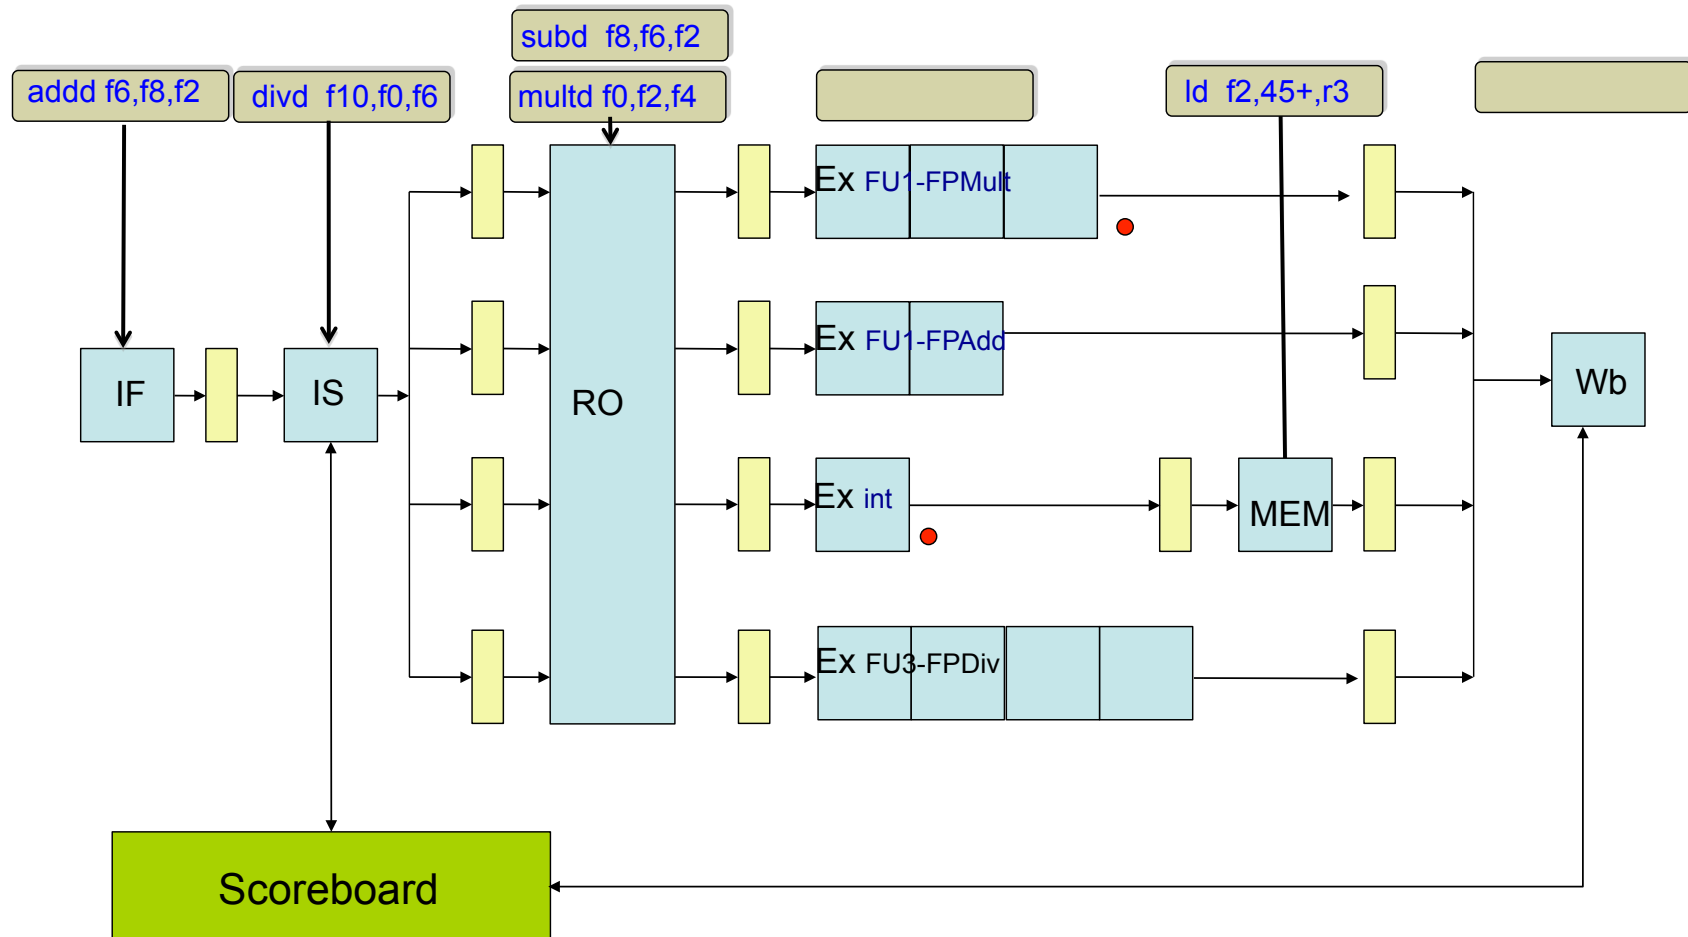 subd f8,f6,f2
addd f6,f8,f2
divd f10,f0,f6
multd f0,f2,f4
ld f2,45+,r3
Ex FU1-FPMult
Ex FU1-FPAdd
IF
IS
RO
Wb
Ex int
MEM
Ex FU3-FPDiv
Scoreboard